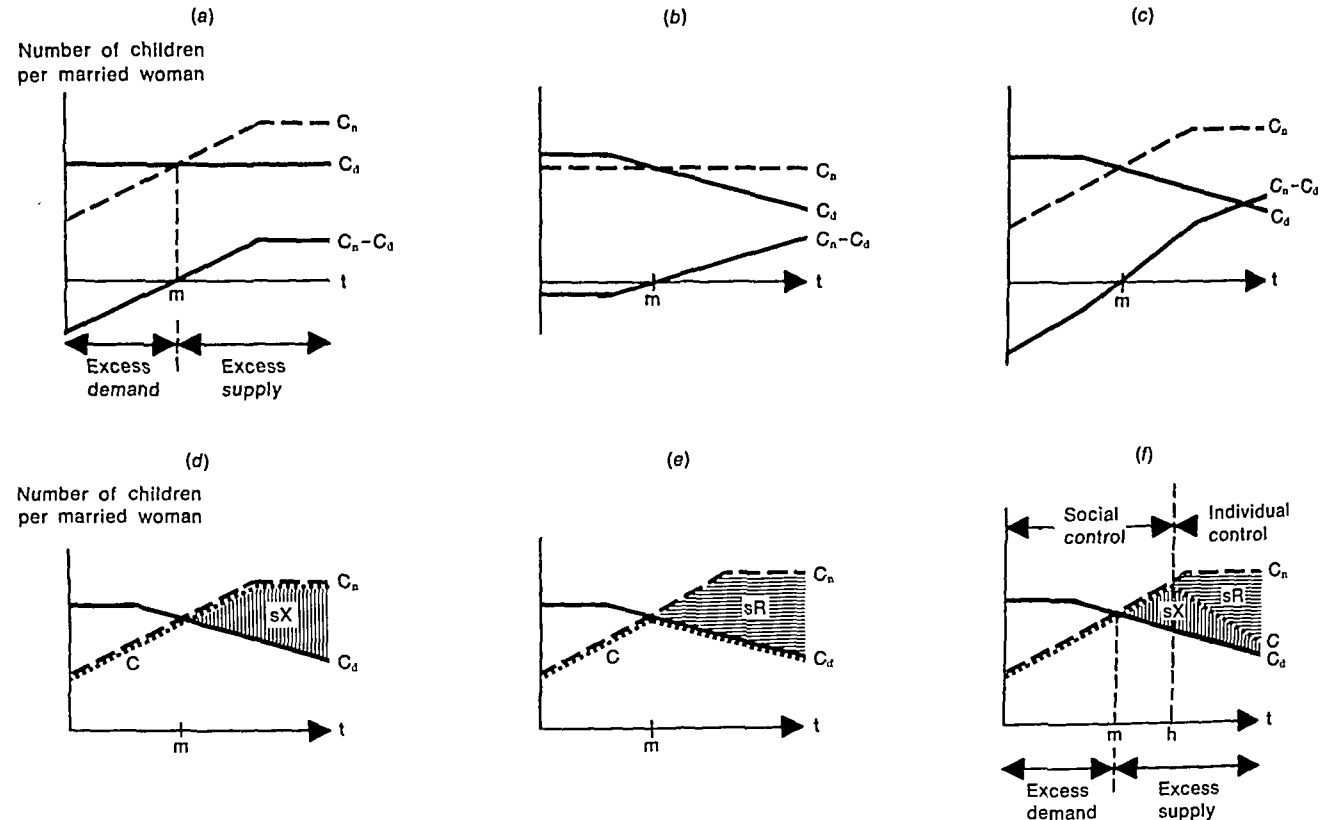 (a)
Number of children
per married woman
Cn
Cd
Cn–Cd
t
m
Excess
demand
Excess
supply
(b)
Cn
Cd
Cn–Cd
t
m
(c)
Cn
Cn–Cd
Cd
t
m
(d)
Number of children
per married woman
Cn
sX
C
Cd
t
m
(e)
Cn
sR
C
Cd
t
m
(f)
Social
control
Individual
control
Cn
sR
sX
C
Cd
t
m
h
Excess
demand
Excess
supply